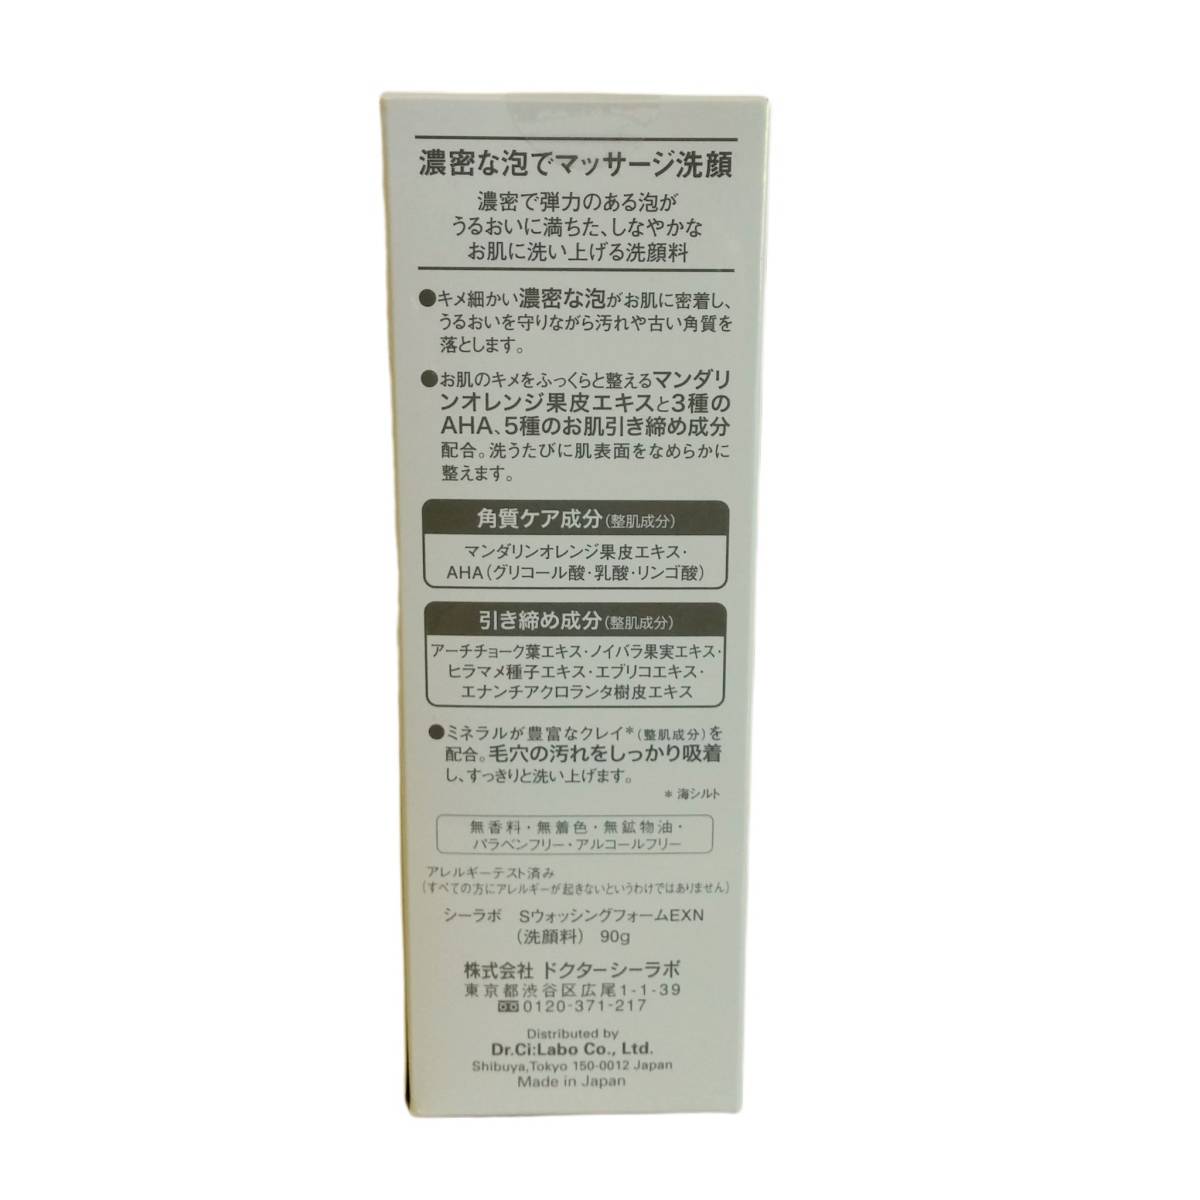 濃密な泡でマッサージ洗顔
濃密で弾力のある泡が
うるおいに満ちた、しなやかな
お肌に洗い上げる洗顔料
●キメ細かい濃密な泡がお肌に密着し、
うるおいを守りながら汚れや古い角質を
落とします。
●お肌のキメをふっくらと整えるマンダリ
ンオレンジ果皮エキスと3種の
AHA、5種のお肌引き締め成分
配合。洗うたびに肌表面をなめらかに
整えます。
角質ケア成分(整肌成分)
マンダリンオレンジ果皮エキス・
AHA(グリコール酸・乳酸・リンゴ酸)
引き締め成分(整肌成分)
アーチチョーク葉エキス・ノイバラ果実エキス・
ヒラマメ種子エキス・エブリコエキス・
エナンチアクロランタ樹皮エキス
●ミネラルが豊富なクレイ*(整肌成分)を
配合。毛穴の汚れをしっかり吸着
し、すっきりと洗い上げます。
*海シルト
無香料・無着色・無鉱物油・
パラベンフリー・アルコールフリー
アレルギーテスト済み
(すべての方にアレルギーが起きないというわけではありません)
シーラボ SウォッシングフォームEXN
(洗顔料) 90g
株式会社 ドクターシーラボ
東京都渋谷区広尾1-1-39
0120-371-217
Distributed by
Dr.Ci:Labo Co., Ltd.
Shibuya,Tokyo 150-0012 Japan
Made in Japan